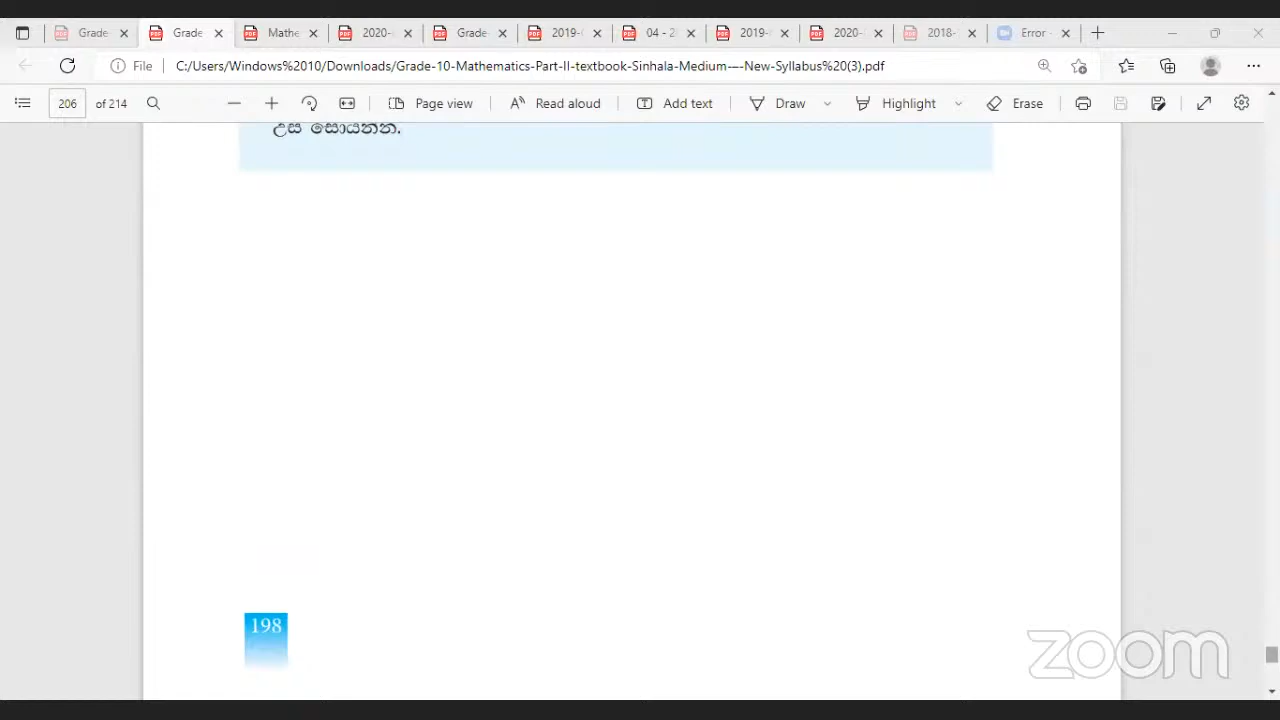 Grade
Grade
Mathe
2020-
Grade
2019-
04 - 2
2019-
2020-
2018-
Error -
File
C:/Users/Windows%2010/Downloads/Grade-10-Mathematics-Part-II-textbook-Sinhala-Medium-–-New-Syllabus%20(3).pdf
206 of 214
Page view
Read aloud
Add text
Draw
Highlight
Erase
උස සොයන්න.
198
zoom